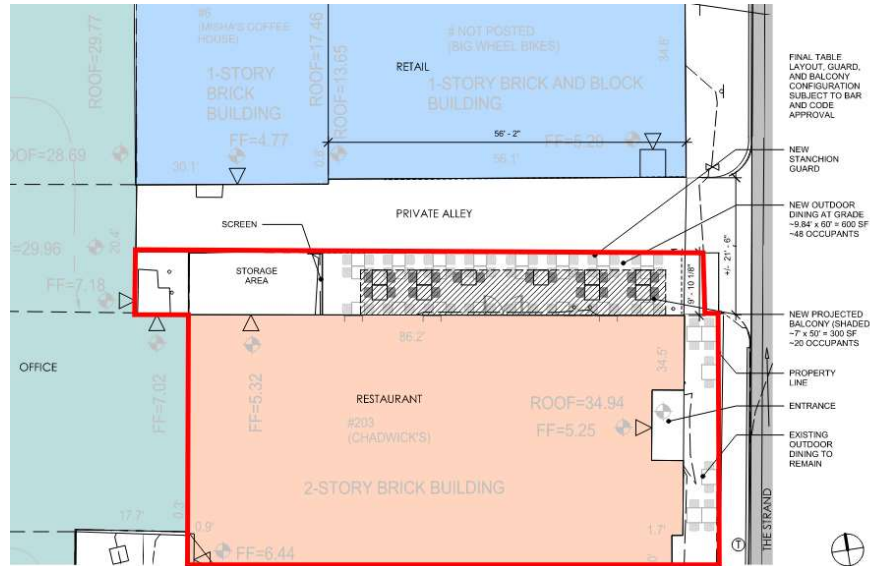 #6
(MISHA'S COFFEE
HOUSE)
1-STORY
BRICK
BUILDING
FF=4.77
30.1'
ROOF=29.77
ROOF=17.46
ROOF=13.65
0.8'
# NOT POSTED
(BIG WHEEL BIKES)
RETAIL
1-STORY BRICK AND BLOCK
BUILDING
34.8'
56' - 2"
FF=5.20
56.1'
OOF=28.69
F=29.96
FF=7.18
20.4'
PRIVATE ALLEY
SCREEN
STORAGE
AREA
+/- 21' - 6"
9' - 10 1/8"
OFFICE
FF=7.02
FF=5.32
86.2'
34.5'
RESTAURANT
#203
(CHADWICK'S)
ROOF=34.94
FF=5.25
2-STORY BRICK BUILDING
17.7'
0.3'
0.9'
FF=6.44
1.7'
FINAL TABLE
LAYOUT, GUARD,
AND BALCONY
CONFIGURATION
SUBJECT TO BAR
AND CODE
APPROVAL
NEW
STANCHION
GUARD
NEW OUTDOOR
DINING AT GRADE
~9.84' x 60' = 600 SF
~48 OCCUPANTS
NEW PROJECTED
BALCONY (SHADED
~7' x 50' = 300 SF
~20 OCCUPANTS
PROPERTY
LINE
ENTRANCE
EXISTING
OUTDOOR
DINING TO
REMAIN
THE STRAND
T